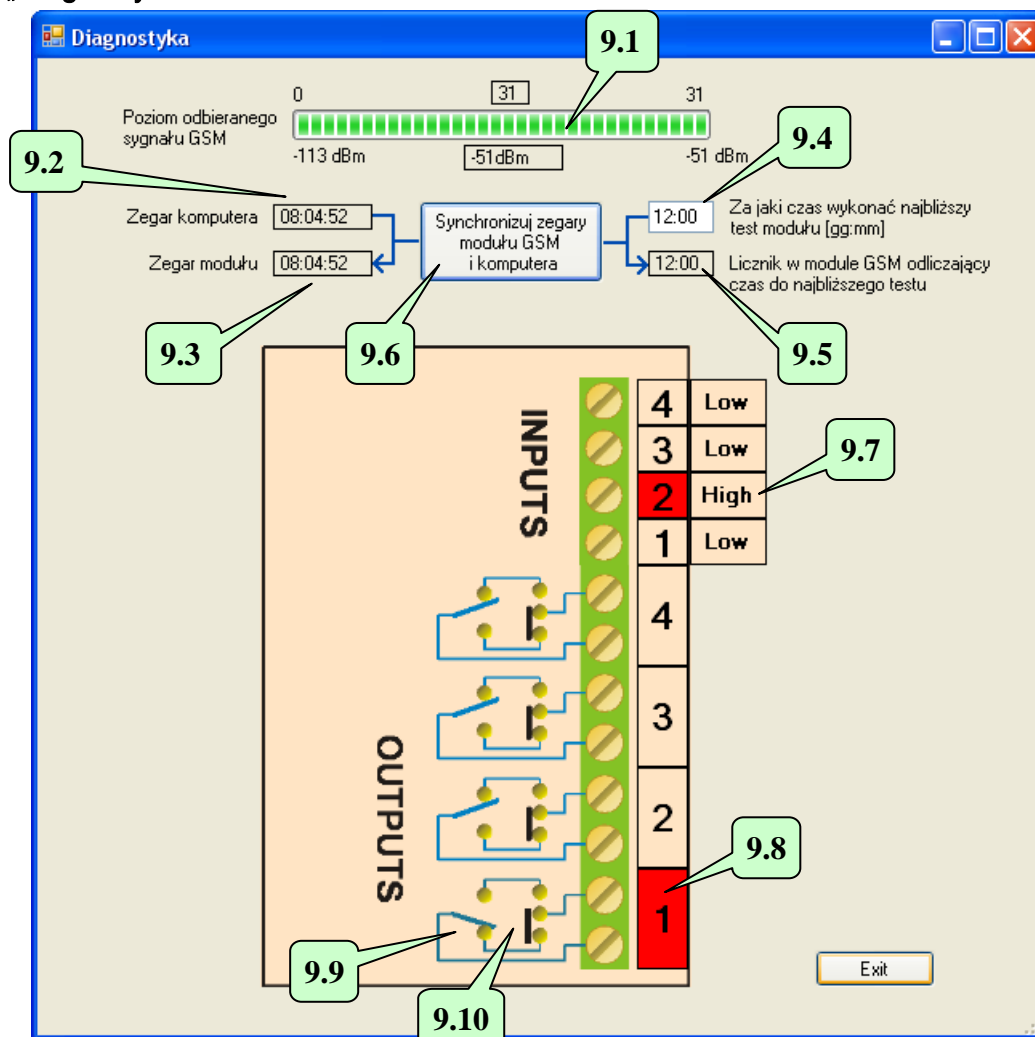 Diagnostyka
9.1
0 31 31
Poziom odbieranego
sygnału GSM
-113 dBm -51dBm -51 dBm
9.2
9.4
Zegar komputera 08:04:52
Synchronizuj zegary
modułu GSM
i komputera
12:00 Za jaki czas wykonać najbliższy
test modułu [gg:mm]
Zegar modułu 08:04:52
12:00 Licznik w module GSM odliczający
czas do najbliższego testu
9.3
9.6
9.5
INPUTS
4 Low
3 Low
2 High
1 Low
9.7
4
3
2
1
OUTPUTS
9.8
9.9
9.10
Exit